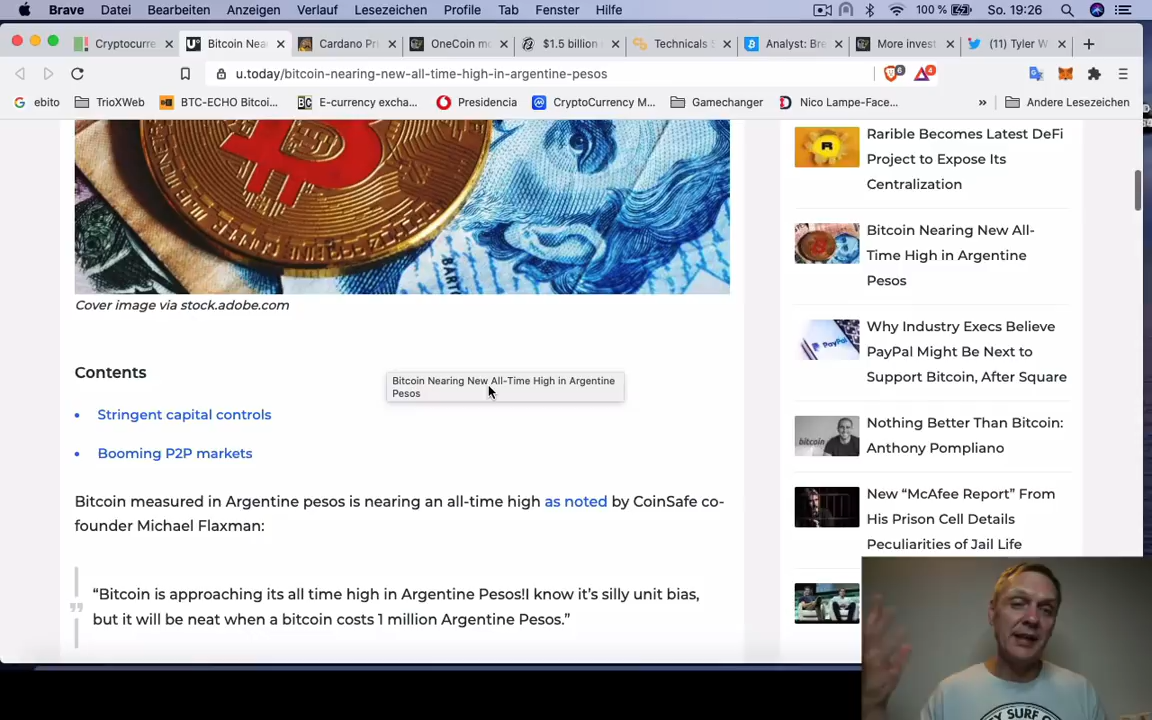 Brave Datei Bearbeiten Anzeigen Verlauf Lesezeichen Profile Tab Fenster Hilfe 100 % So. 19:26
Cryptocurre
Bitcoin Nea
Cardano Pri
OneCoin mo
$1.5 billion
Technicals S
Analyst: Bre
More invest
(11) Tyler W
u.today/bitcoin-nearing-new-all-time-high-in-argentine-pesos
6
4
ebito TrioXWeb BTC-ECHO Bitcoi... E-currency excha... Presidencia CryptoCurrency M... Gamechanger Nico Lampe-Face... » Andere Lesezeichen
Cover image via stock.adobe.com
Contents
Bitcoin Nearing New All-Time High in Argentine
Pesos
• Stringent capital controls
• Booming P2P markets
Bitcoin measured in Argentine pesos is nearing an all-time high as noted by CoinSafe co-
founder Michael Flaxman:
“Bitcoin is approaching its all time high in Argentine Pesos!I know it’s silly unit bias,
but it will be neat when a bitcoin costs 1 million Argentine Pesos.”
Rarible Becomes Latest DeFi
Project to Expose Its
Centralization
Bitcoin Nearing New All-
Time High in Argentine
Pesos
Why Industry Execs Believe
PayPal Might Be Next to
Support Bitcoin, After Square
Nothing Better Than Bitcoin:
Anthony Pompliano
New “McAfee Report” From
His Prison Cell Details
Peculiarities of Jail Life
PayPal
bitcoin